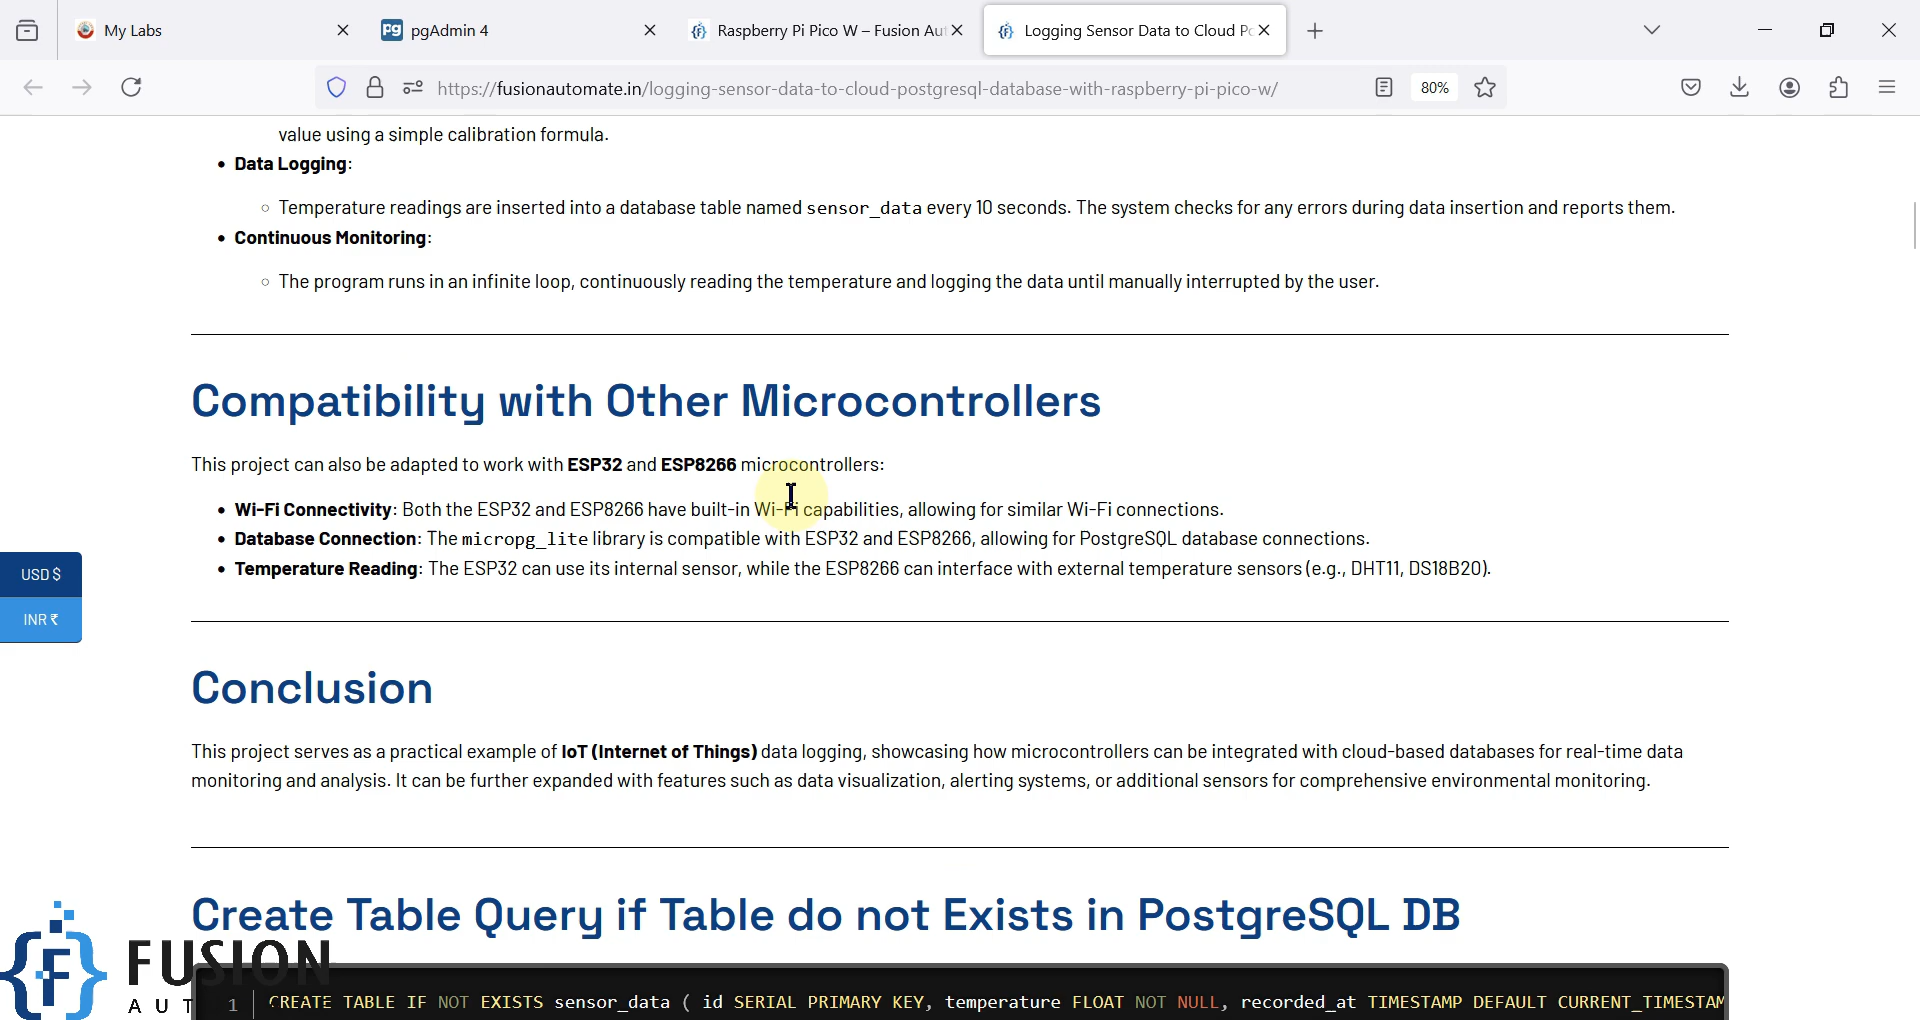 My Labs
pgAdmin 4
Raspberry Pi Pico W – Fusion Aut
Logging Sensor Data to Cloud Po
https://fusionautomate.in/logging-sensor-data-to-cloud-postgresql-database-with-raspberry-pi-pico-w/
80%
value using a simple calibration formula.
• Data Logging:
○ Temperature readings are inserted into a database table named sensor_data every 10 seconds. The system checks for any errors during data insertion and reports them.
• Continuous Monitoring:
○ The program runs in an infinite loop, continuously reading the temperature and logging the data until manually interrupted by the user.
Compatibility with Other Microcontrollers
This project can also be adapted to work with ESP32 and ESP8266 microcontrollers:
• Wi-Fi Connectivity: Both the ESP32 and ESP8266 have built-in Wi-Fi capabilities, allowing for similar Wi-Fi connections.
• Database Connection: The micropg_lite library is compatible with ESP32 and ESP8266, allowing for PostgreSQL database connections.
• Temperature Reading: The ESP32 can use its internal sensor, while the ESP8266 can interface with external temperature sensors (e.g., DHT11, DS18B20).
USD $
INR ₹
Conclusion
This project serves as a practical example of IoT (Internet of Things) data logging, showcasing how microcontrollers can be integrated with cloud-based databases for real-time data
monitoring and analysis. It can be further expanded with features such as data visualization, alerting systems, or additional sensors for comprehensive environmental monitoring.
Create Table Query if Table do not Exists in PostgreSQL DB
FUSION
AUT
1 CREATE TABLE IF NOT EXISTS sensor_data ( id SERIAL PRIMARY KEY, temperature FLOAT NOT NULL, recorded_at TIMESTAMP DEFAULT CURRENT_TIMESTAM